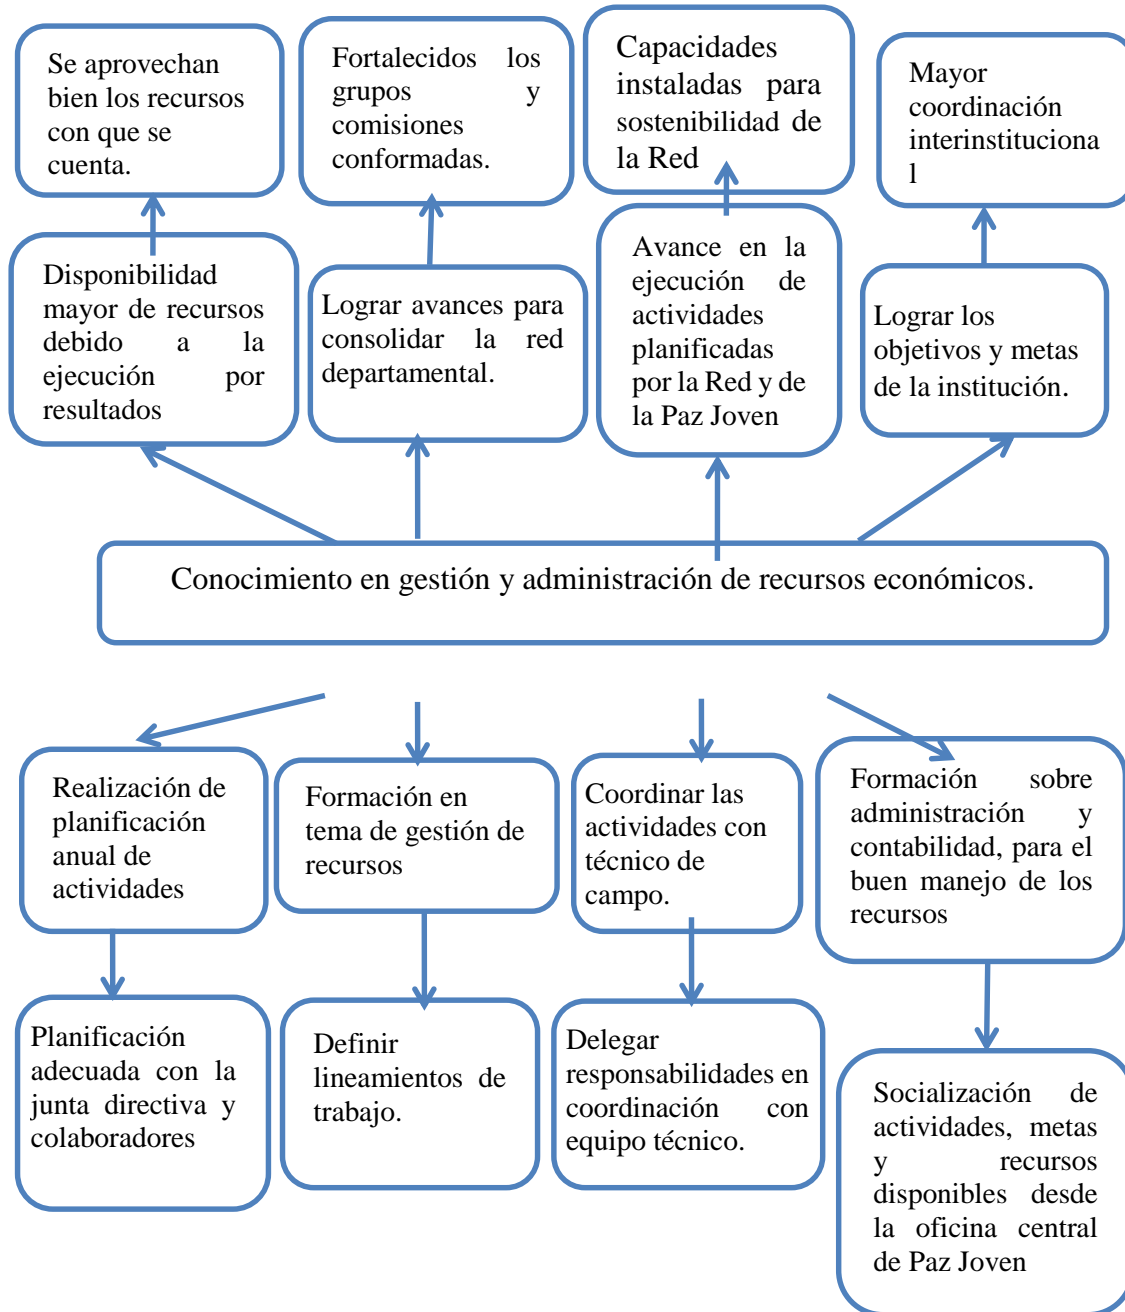 Se aprovechan
bien los recursos
con que se
cuenta.
Fortalecidos los
grupos y
comisiones
conformadas.
Capacidades
instaladas para
sostenibilidad de
la Red
Mayor
coordinación
interinstituciona
l
Disponibilidad
mayor de recursos
debido a la
ejecución por
resultados
Lograr avances para
consolidar la red
departamental.
Avance en la
ejecución de
actividades
planificadas
por la Red y de
la Paz Joven
Lograr los
objetivos y metas
de la institución.
Conocimiento en gestión y administración de recursos económicos.
Realización de
planificación
anual de
actividades
Formación en
tema de gestión de
recursos
Coordinar las
actividades con
técnico de
campo.
Formación sobre
administración y
contabilidad, para el
buen manejo de los
recursos
Planificación
adecuada con la
junta directiva y
colaboradores
Definir
lineamientos de
trabajo.
Delegar
responsabilidades en
coordinación con
equipo técnico.
Socialización de
actividades, metas
y recursos
disponibles desde
la oficina central
de Paz Joven